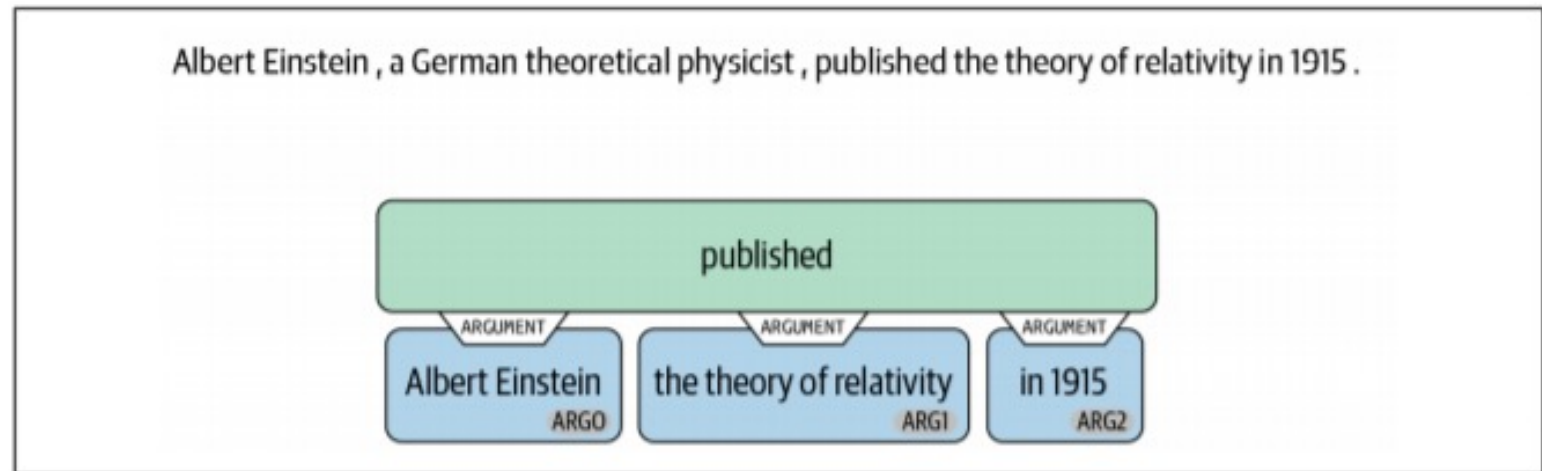 Albert Einstein , a German theoretical physicist , published the theory of relativity in 1915 .
published
ARGUMENT ARGUMENT ARGUMENT
Albert Einstein the theory of relativity in 1915
ARG0 ARG1 ARG2